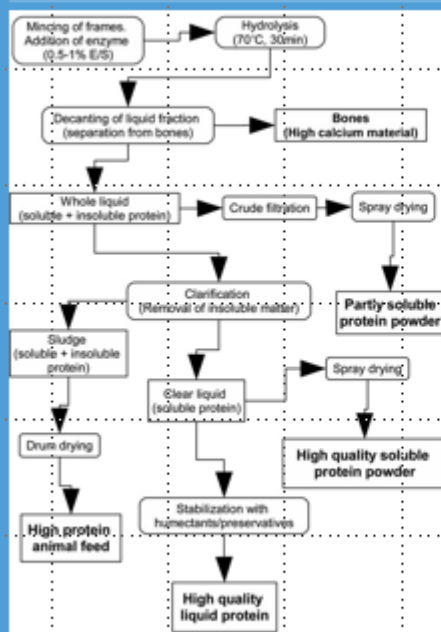 Mincing of frames.
Addition of enzyme
(0.5-1% E/S)
Hydrolysis
(70°C, 30min)
Decanting of liquid fraction
(separation from bones)
Bones
(High calcium material)
Whole liquid
(soluble + insoluble protein)
Crude filtration
Spray drying
Partly soluble
protein powder
Clarification
(Removal of insoluble matter)
Sludge
(soluble + insoluble
protein)
Clear liquid
(soluble protein)
Spray drying
High quality soluble
protein powder
Drum drying
High protein
animal feed
Stabilization with
humectants/preservatives
High quality
liquid protein